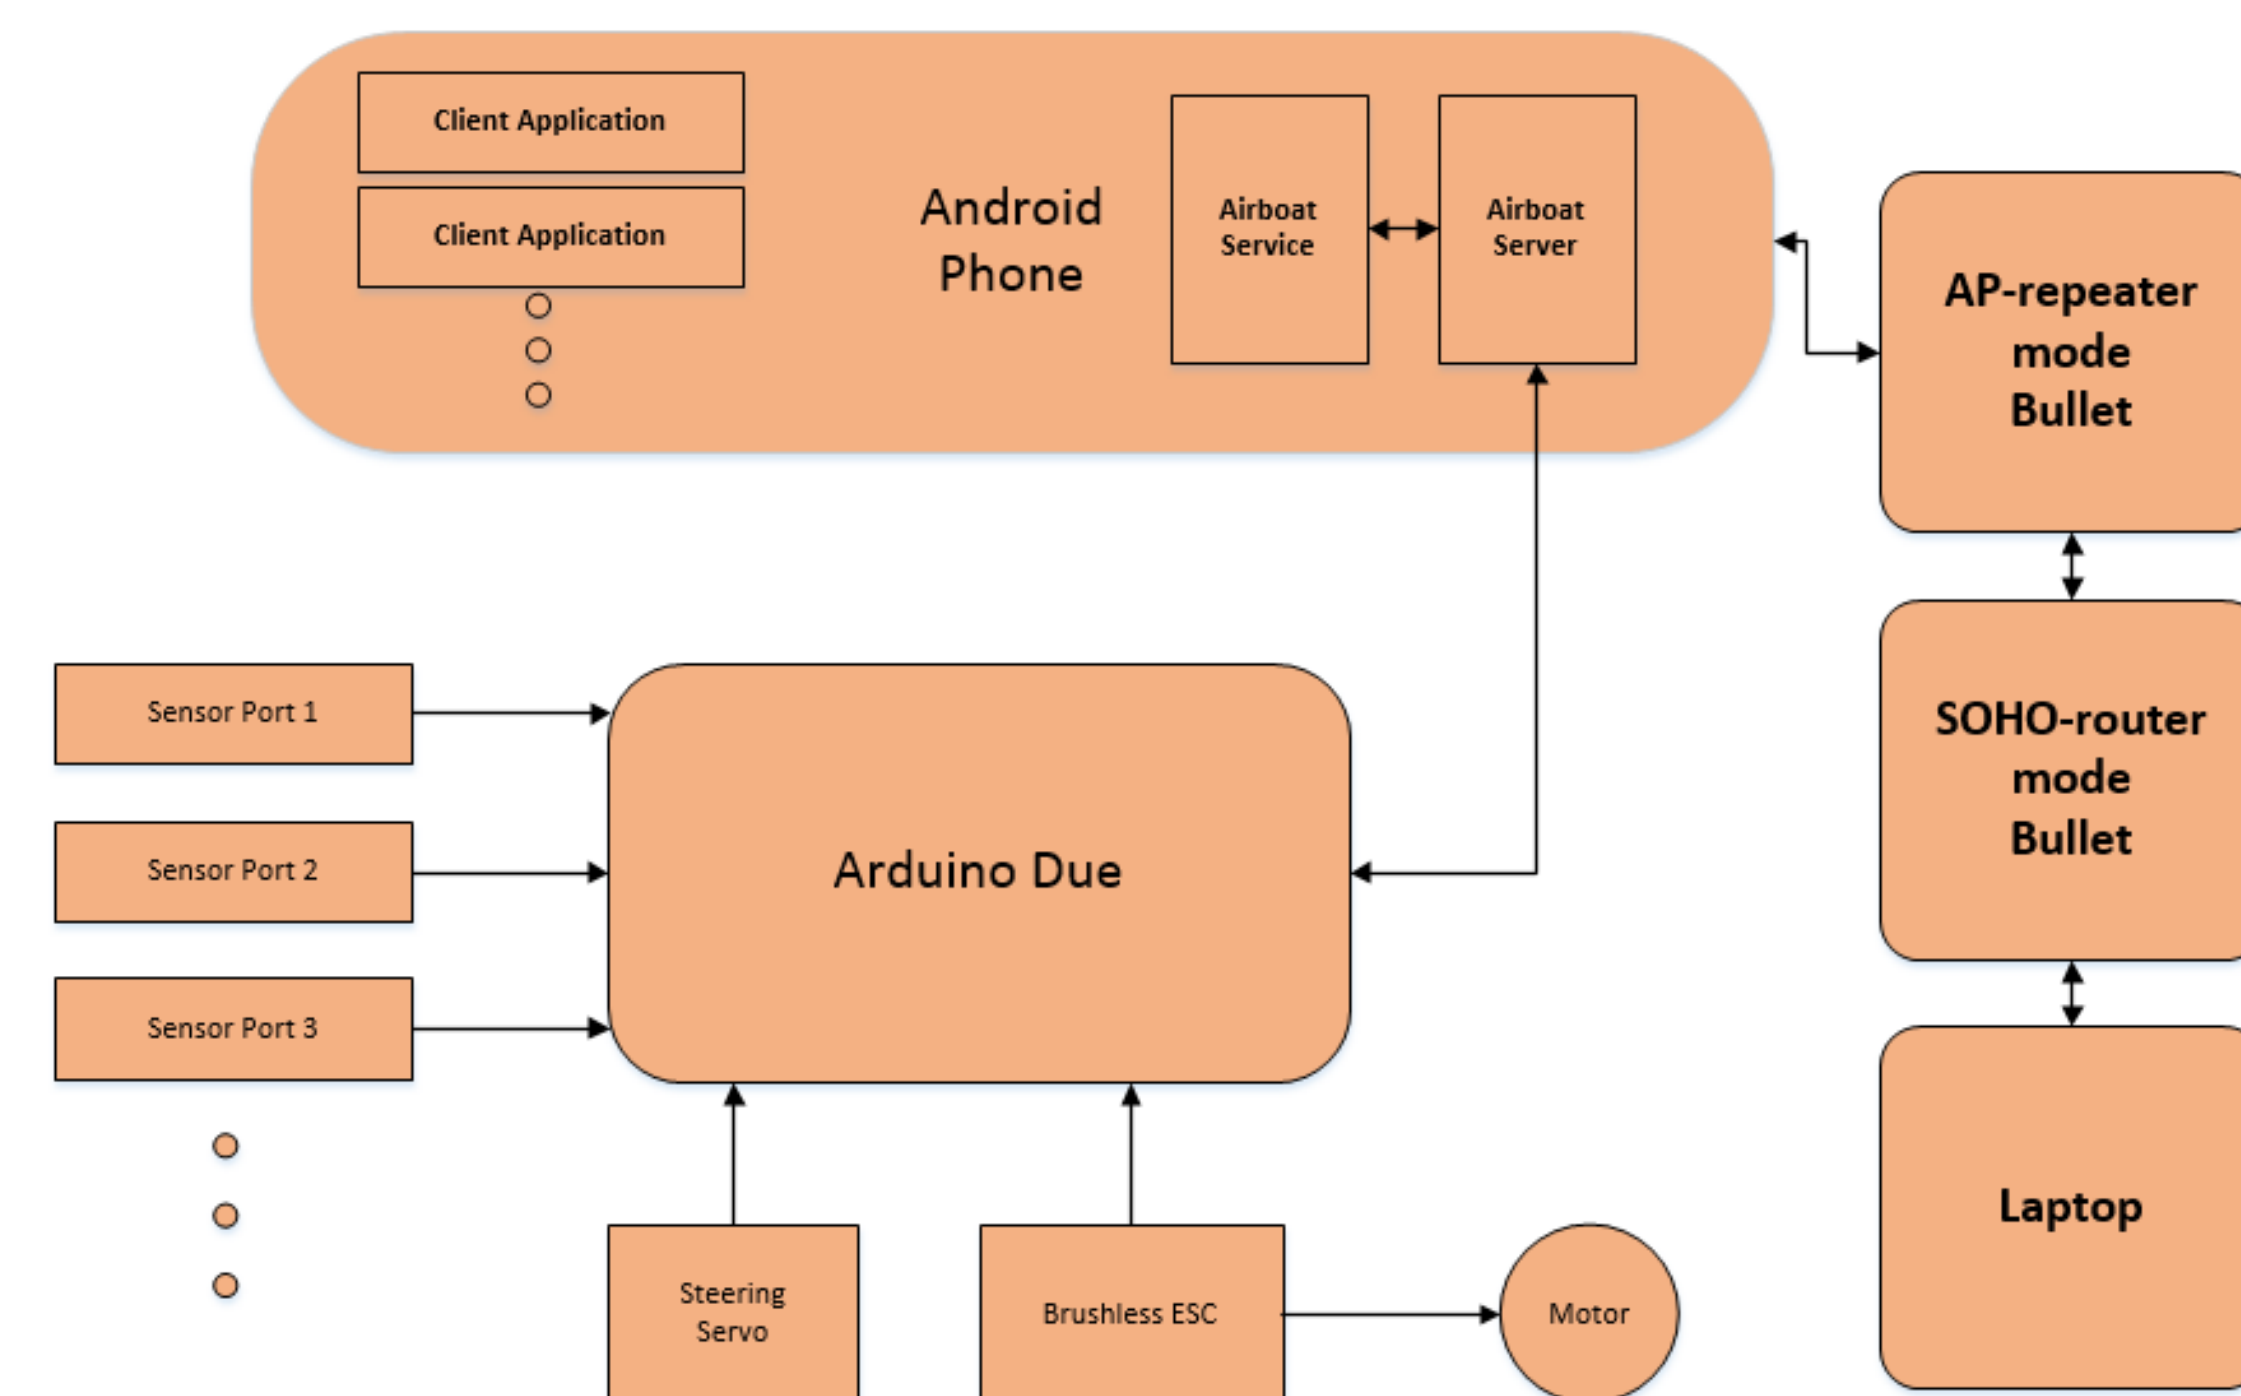 Client Application
Client Application
Android
Phone
Airboat
Service
Airboat
Server
AP-repeater
mode
Bullet
SOHO-router
mode
Bullet
Laptop
Sensor Port 1
Sensor Port 2
Sensor Port 3
Arduino Due
Steering
Servo
Brushless ESC
Motor